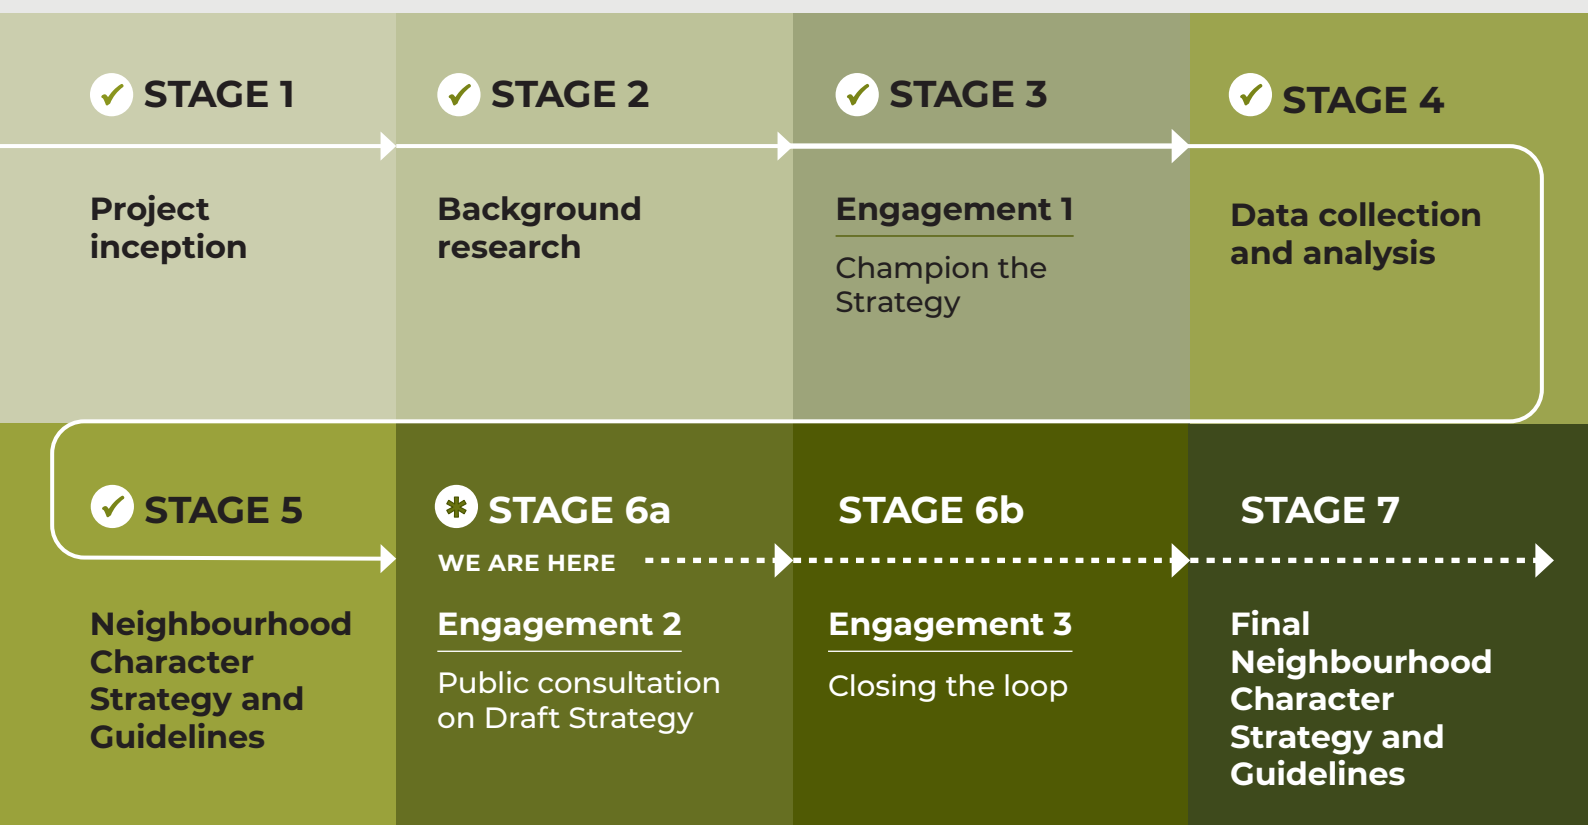 STAGE 1
Project
inception
STAGE 2
Background
research
STAGE 3
Engagement 1
Champion the
Strategy
STAGE 4
Data collection
and analysis
STAGE 5
Neighbourhood
Character
Strategy and
Guidelines
STAGE 6a
WE ARE HERE
Engagement 2
Public consultation
on Draft Strategy
STAGE 6b
Engagement 3
Closing the loop
STAGE 7
Final
Neighbourhood
Character
Strategy and
Guidelines